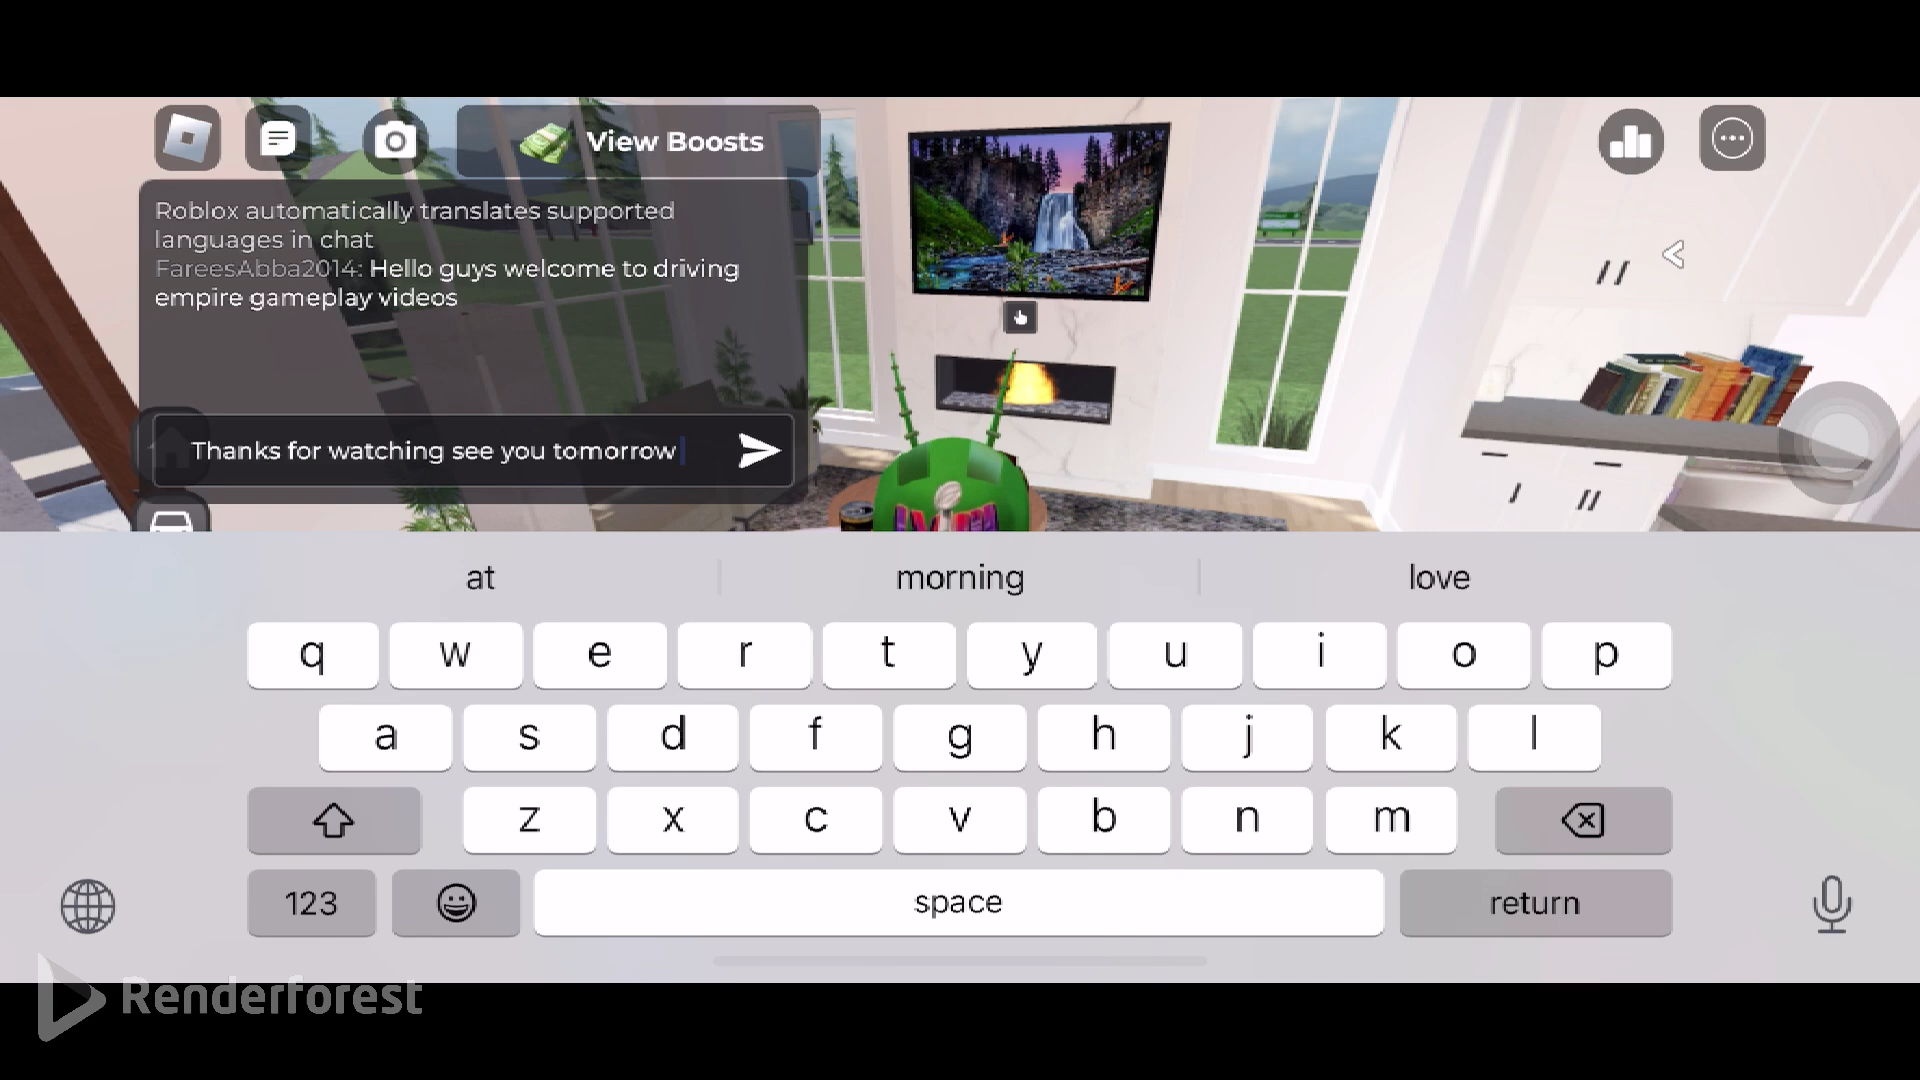 View Boosts
Roblox automatically translates supported
languages in chat
FareesAbba2014: Hello guys welcome to driving
empire gameplay videos
Thanks for watching see you tomorrow
at morning love
q w e r t y u i o p
a s d f g h j k l
z x c v b n m
123 space return
Renderforest